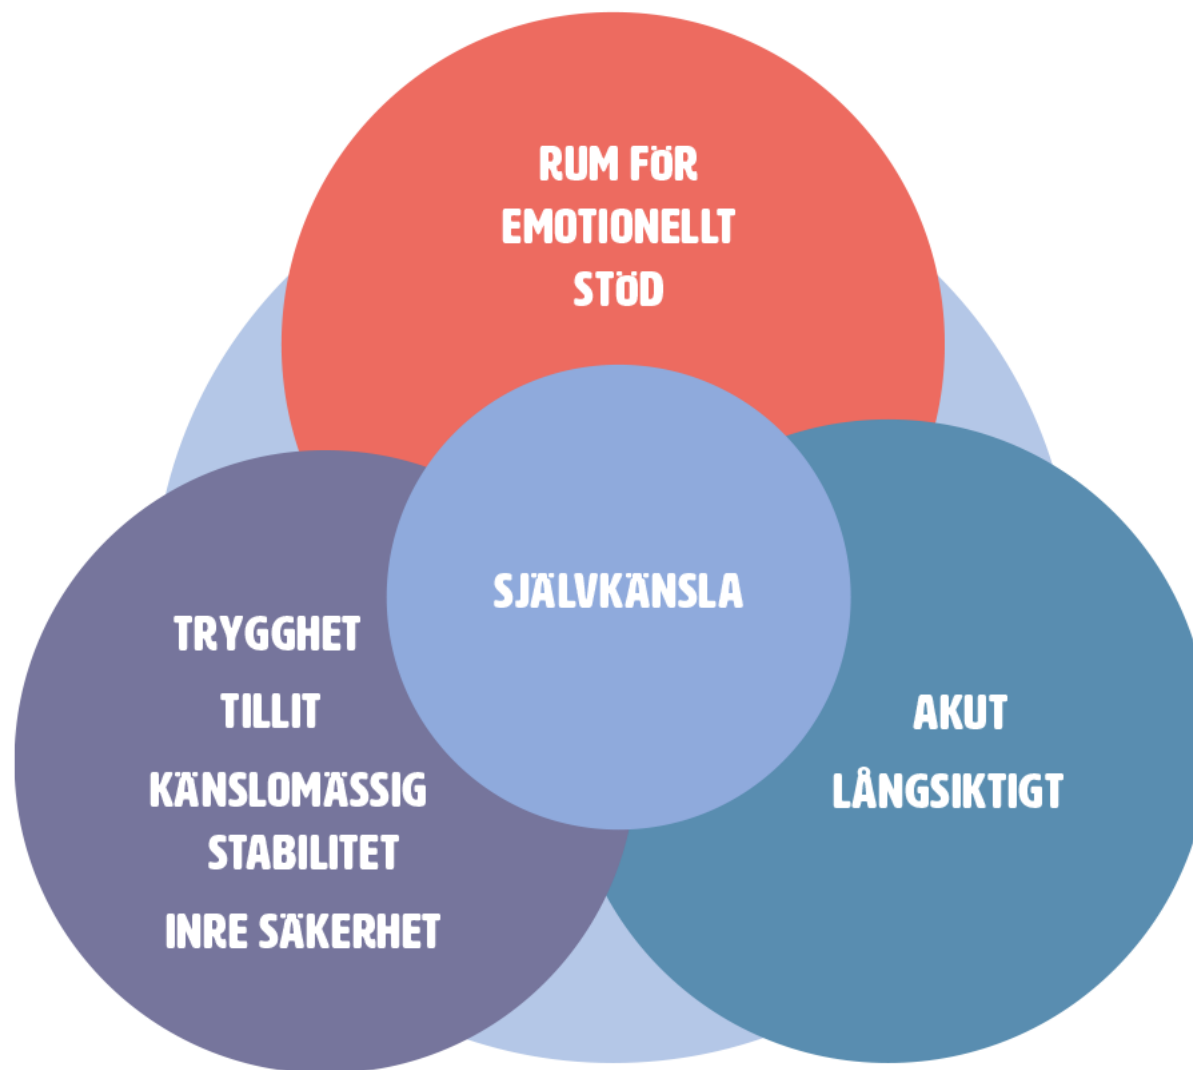 RUM FÖR
EMOTIONELLT
STÖD
SJÄLVKÄNSLA
TRYGGHET
TILLIT
KÄNSLOMÄSSIG
STABILITET
INRE SÄKERHET
AKUT
LÅNGSIKTIGT